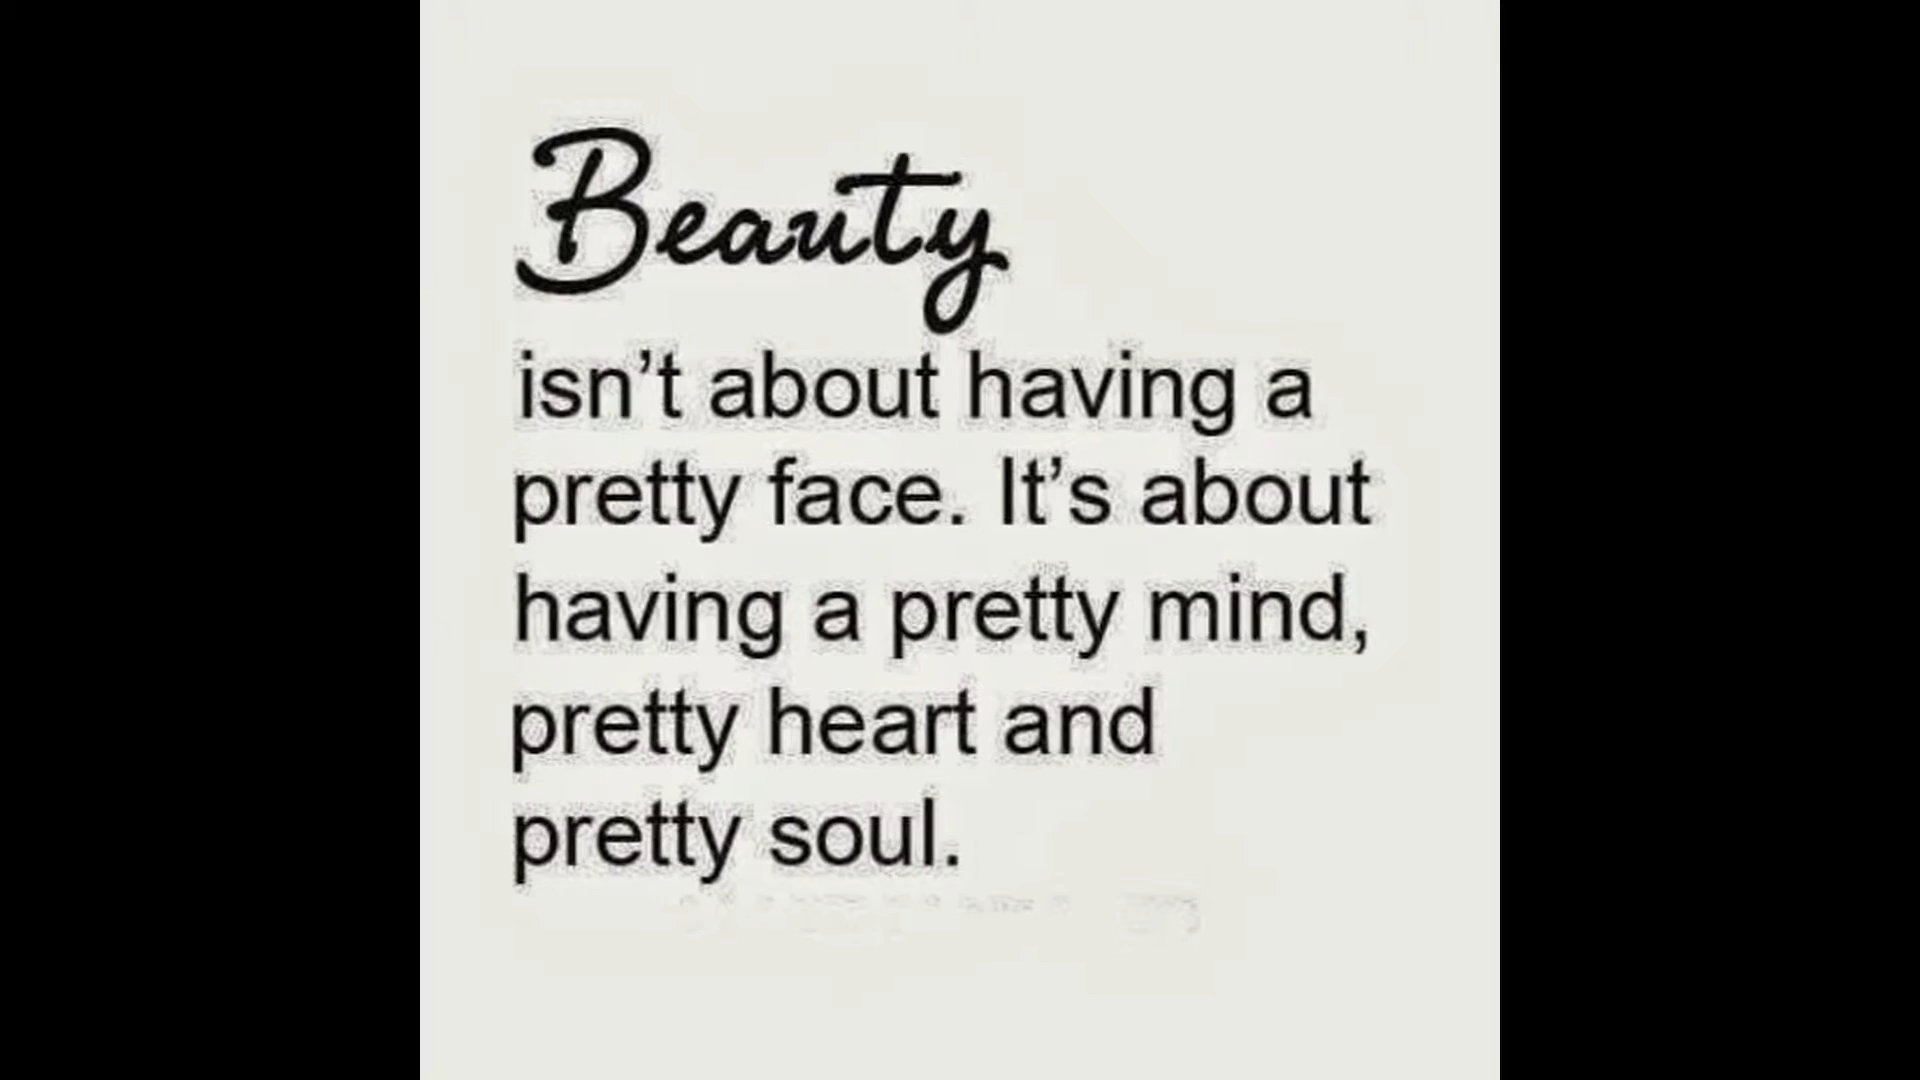 Beauty
isn’t about having a
pretty face. It’s about
having a pretty mind,
pretty heart and
pretty soul.